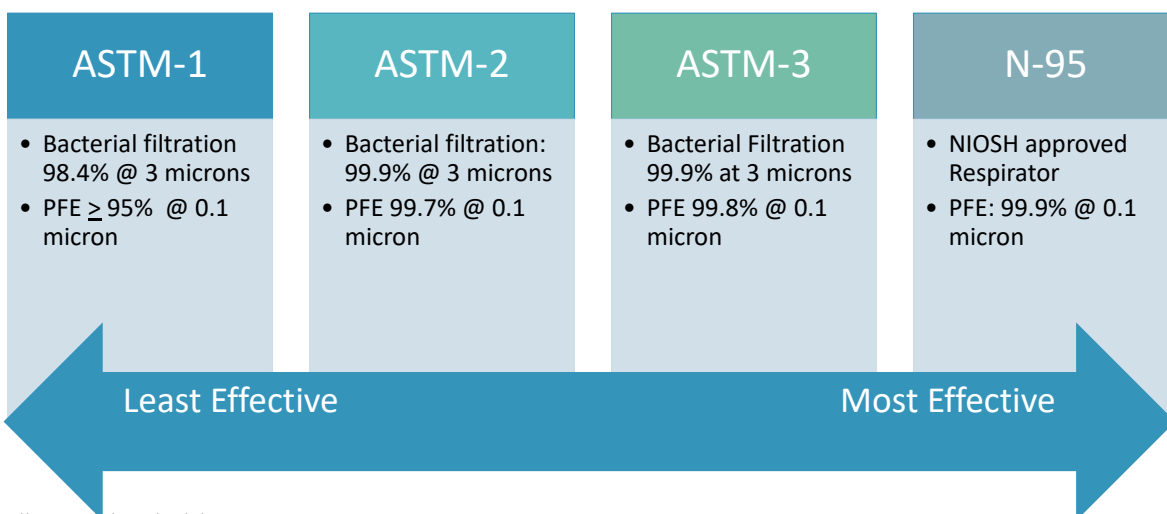 ASTM-1
• Bacterial filtration
98.4% @ 3 microns
• PFE ≥ 95% @ 0.1
micron
ASTM-2
• Bacterial filtration:
99.9% @ 3 microns
• PFE 99.7% @ 0.1
micron
ASTM-3
• Bacterial Filtration
99.9% at 3 microns
• PFE 99.8% @ 0.1
micron
N-95
• NIOSH approved
Respirator
• PFE: 99.9% @ 0.1
micron
Least Effective
Most Effective